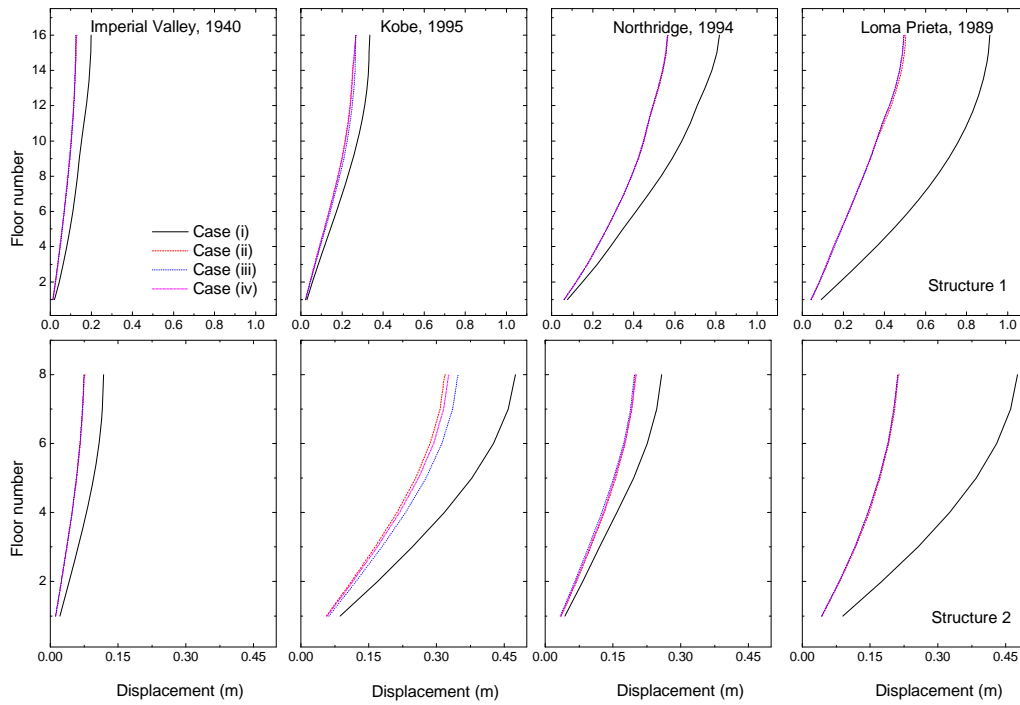 Imperial Valley, 1940
Kobe, 1995
Northridge, 1994
Loma Prieta, 1989
16
14
12
10
8
6
4
2
Floor number
Case (i)
Case (ii)
Case (iii)
Case (iv)
Structure 1
0.0 0.2 0.4 0.6 0.8 1.0
0.0 0.2 0.4 0.6 0.8 1.0
0.0 0.2 0.4 0.6 0.8 1.0
0.0 0.2 0.4 0.6 0.8 1.0
8
6
4
2
Floor number
Structure 2
0.00 0.15 0.30 0.45
0.00 0.15 0.30 0.45
0.00 0.15 0.30 0.45
0.00 0.15 0.30 0.45
Displacement (m)
Displacement (m)
Displacement (m)
Displacement (m)